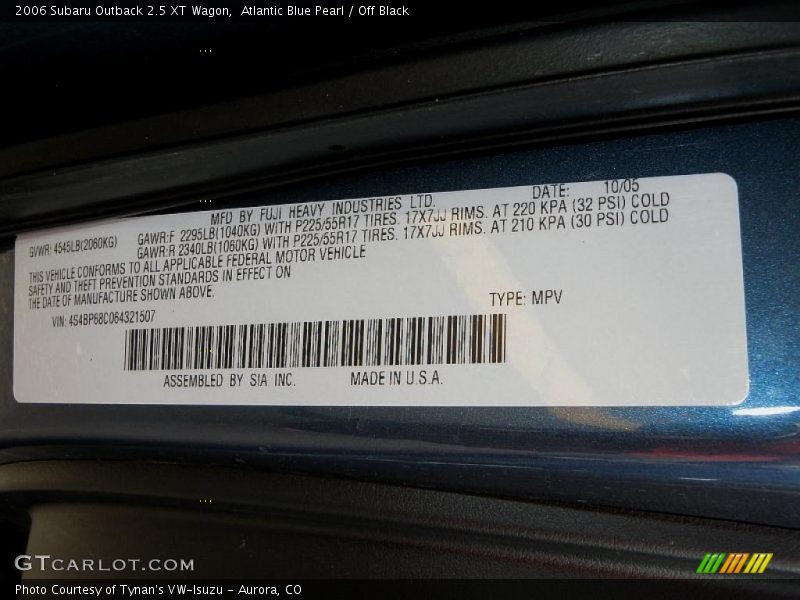 2006 Subaru Outback 2.5 XT Wagon,  Atlantic Blue Pearl / Off Black
MFD BY FUJI HEAVY INDUSTRIES LTD. DATE: 10/05
GVWR: 4545LB(2060KG) GAWR:F 2295LB(1040KG) WITH P225/55R17 TIRES. 17X7JJ RIMS. AT 220 KPA (32 PSI) COLD
GAWR:R 2340LB(1060KG) WITH P225/55R17 TIRES. 17X7JJ RIMS. AT 210 KPA (30 PSI) COLD
THIS VEHICLE CONFORMS TO ALL APPLICABLE FEDERAL MOTOR VEHICLE
SAFETY AND THEFT PREVENTION STANDARDS IN EFFECT ON
THE DATE OF MANUFACTURE SHOWN ABOVE.
VIN: 4S4BP68C064321507 TYPE: MPV
ASSEMBLED BY SIA INC. MADE IN U.S.A.
GTCARLOT.COM
Photo Courtesy of Tynan's VW-Isuzu - Aurora, CO